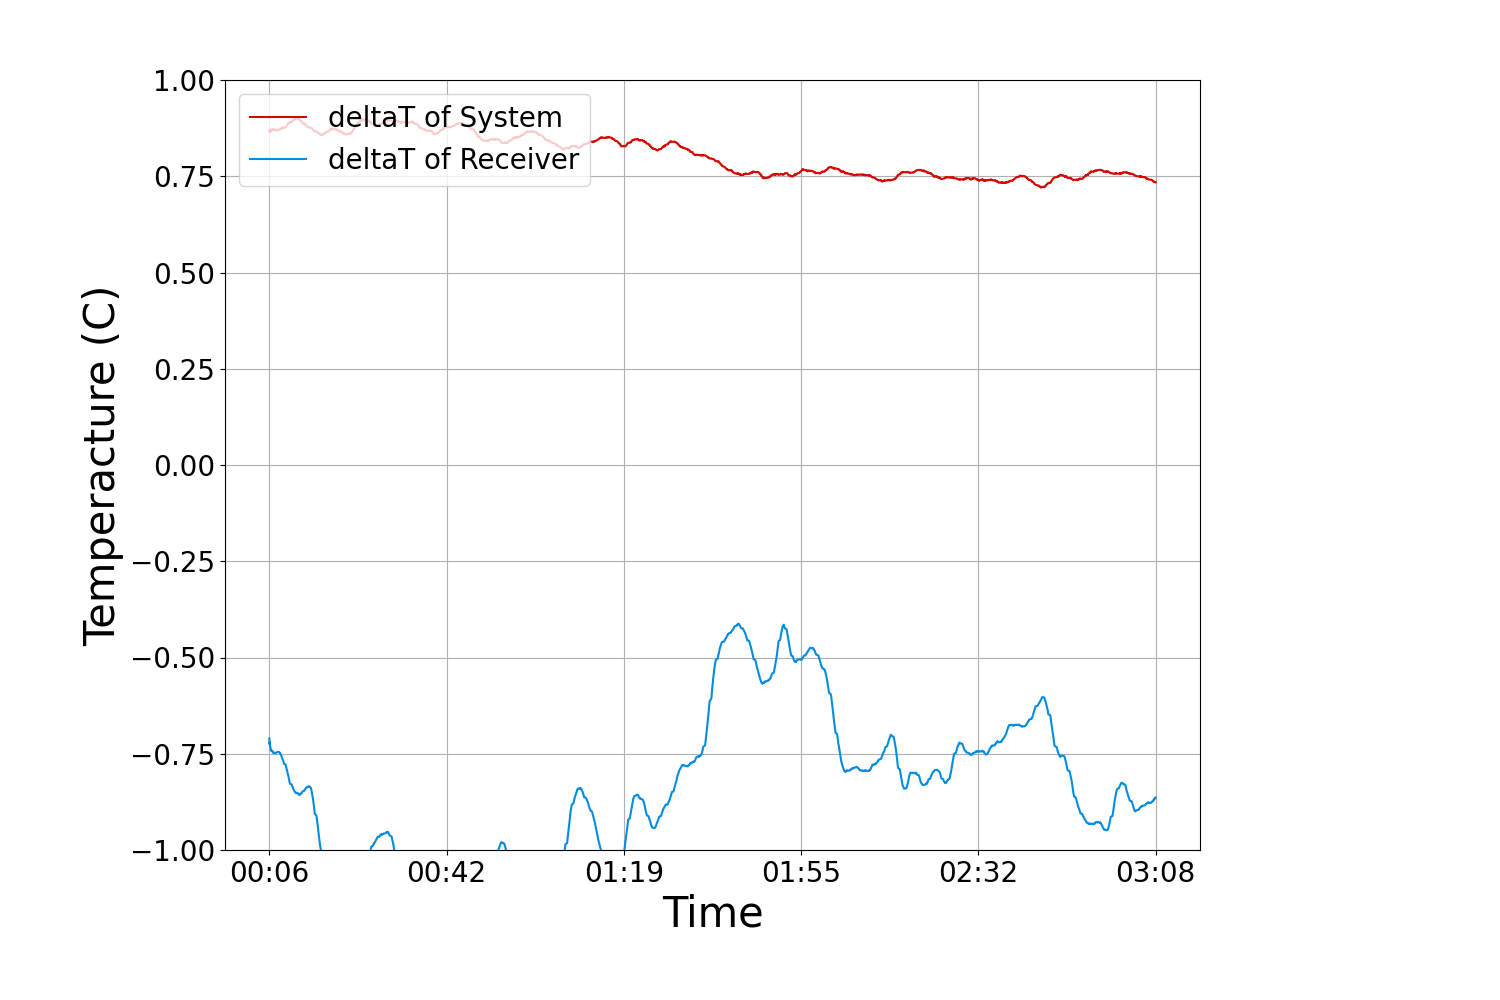 1.00
0.75
0.50
0.25
0.00
−0.25
−0.50
−0.75
−1.00
Temperacture (C)
deltaT of System
deltaT of Receiver
00:06 00:42 01:19 01:55 02:32 03:08
Time